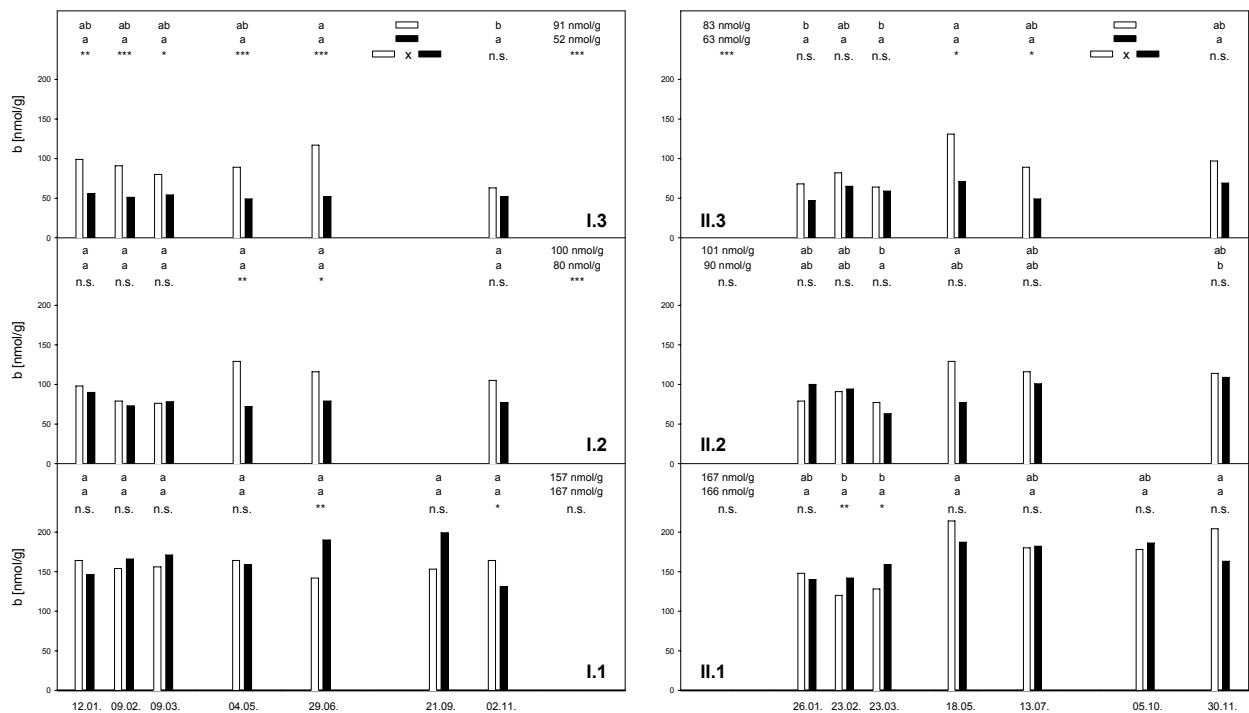 ab ab ab ab a b 91 nmol/g
a a a a a a 52 nmol/g
** *** * *** *** x n.s. ***
200
150
100
50
0
b [nmol/g]
I.3
83 nmol/g b ab b a ab ab
63 nmol/g a a a a a a
*** n.s. n.s. n.s. * * x n.s.
200
150
100
50
0
II.3
a a a a a a 100 nmol/g
a a a a a a 80 nmol/g
n.s. n.s. n.s. ** * n.s. ***
200
150
100
50
0
b [nmol/g]
I.2
101 nmol/g ab ab b a ab ab
90 nmol/g ab ab a ab ab b
n.s. n.s. n.s. n.s. n.s. n.s. n.s.
200
150
100
50
0
II.2
a a a a a a a 157 nmol/g
a a a a a a a 167 nmol/g
n.s. n.s. n.s. n.s. ** n.s. * n.s.
200
150
100
50
0
b [nmol/g]
I.1
12.01. 09.02. 09.03. 04.05. 29.06. 21.09. 02.11.
167 nmol/g ab b b a ab ab a
166 nmol/g a a a a a a a
n.s. n.s. ** * n.s. n.s. n.s. n.s.
200
150
100
50
0
II.1
26.01. 23.02. 23.03. 18.05. 13.07. 05.10. 30.11.